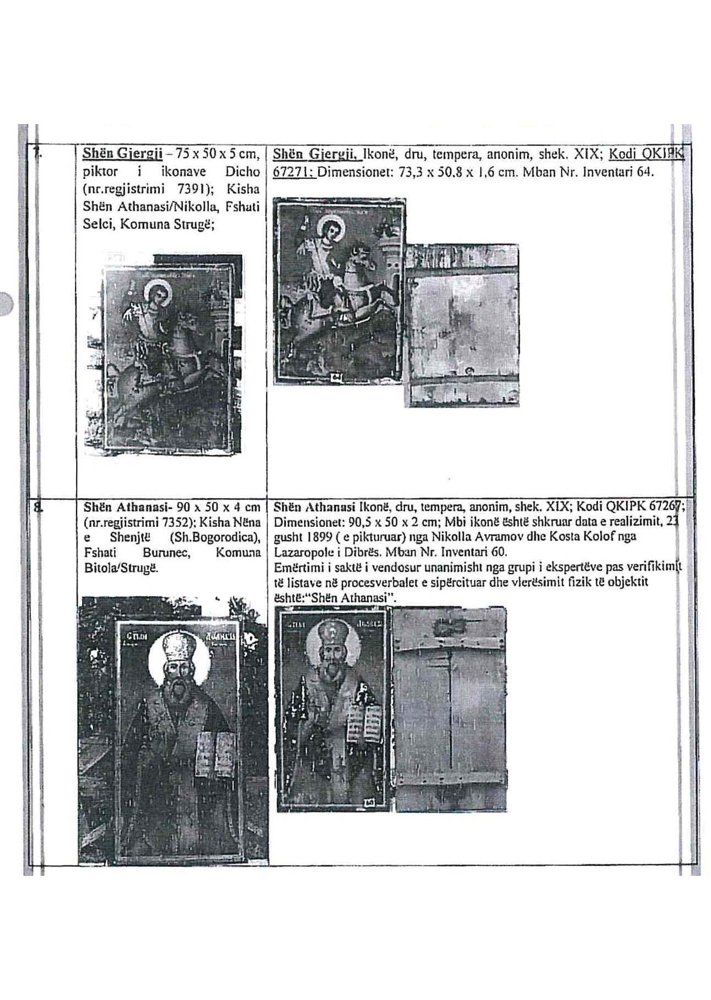 7.
Shën Gjergji – 75 x 50 x 5 cm,
piktor i ikonave Dicho
(nr.regjistrimi 7391); Kisha
Shën Athanasi/Nikolla, Fshati
Selci, Komuna Strugë;
Shën Gjergji, Ikonë, dru, tempera, anonim, shek. XIX; Kodi QKIPK
67271; Dimensionet: 73,3 x 50.8 x 1,6 cm. Mban Nr. Inventari 64.
64
8.
Shën Athanasi- 90 x 50 x 4 cm
(nr.regjistrimi 7352); Kisha Nëna
e Shenjtë (Sh.Bogorodica),
Fshati Burunec, Komuna
Bitola/Strugë.
Shën Athanasi Ikonë, dru, tempera, anonim, shek. XIX; Kodi QKIPK 67267;
Dimensionet: 90,5 x 50 x 2 cm; Mbi ikonë është shkruar data e realizimit, 23
gusht 1899 ( e pikturuar) nga Nikolla Avramov dhe Kosta Kolof nga
Lazaropole i Dibrës. Mban Nr. Inventari 60.
Emërtimi i saktë i vendosur unanimisht nga grupi i ekspertëve pas verifikimit
të listave në procesverbalet e sipërcituar dhe vlerësimit fizik të objektit
është:“Shën Athanasi”.
60